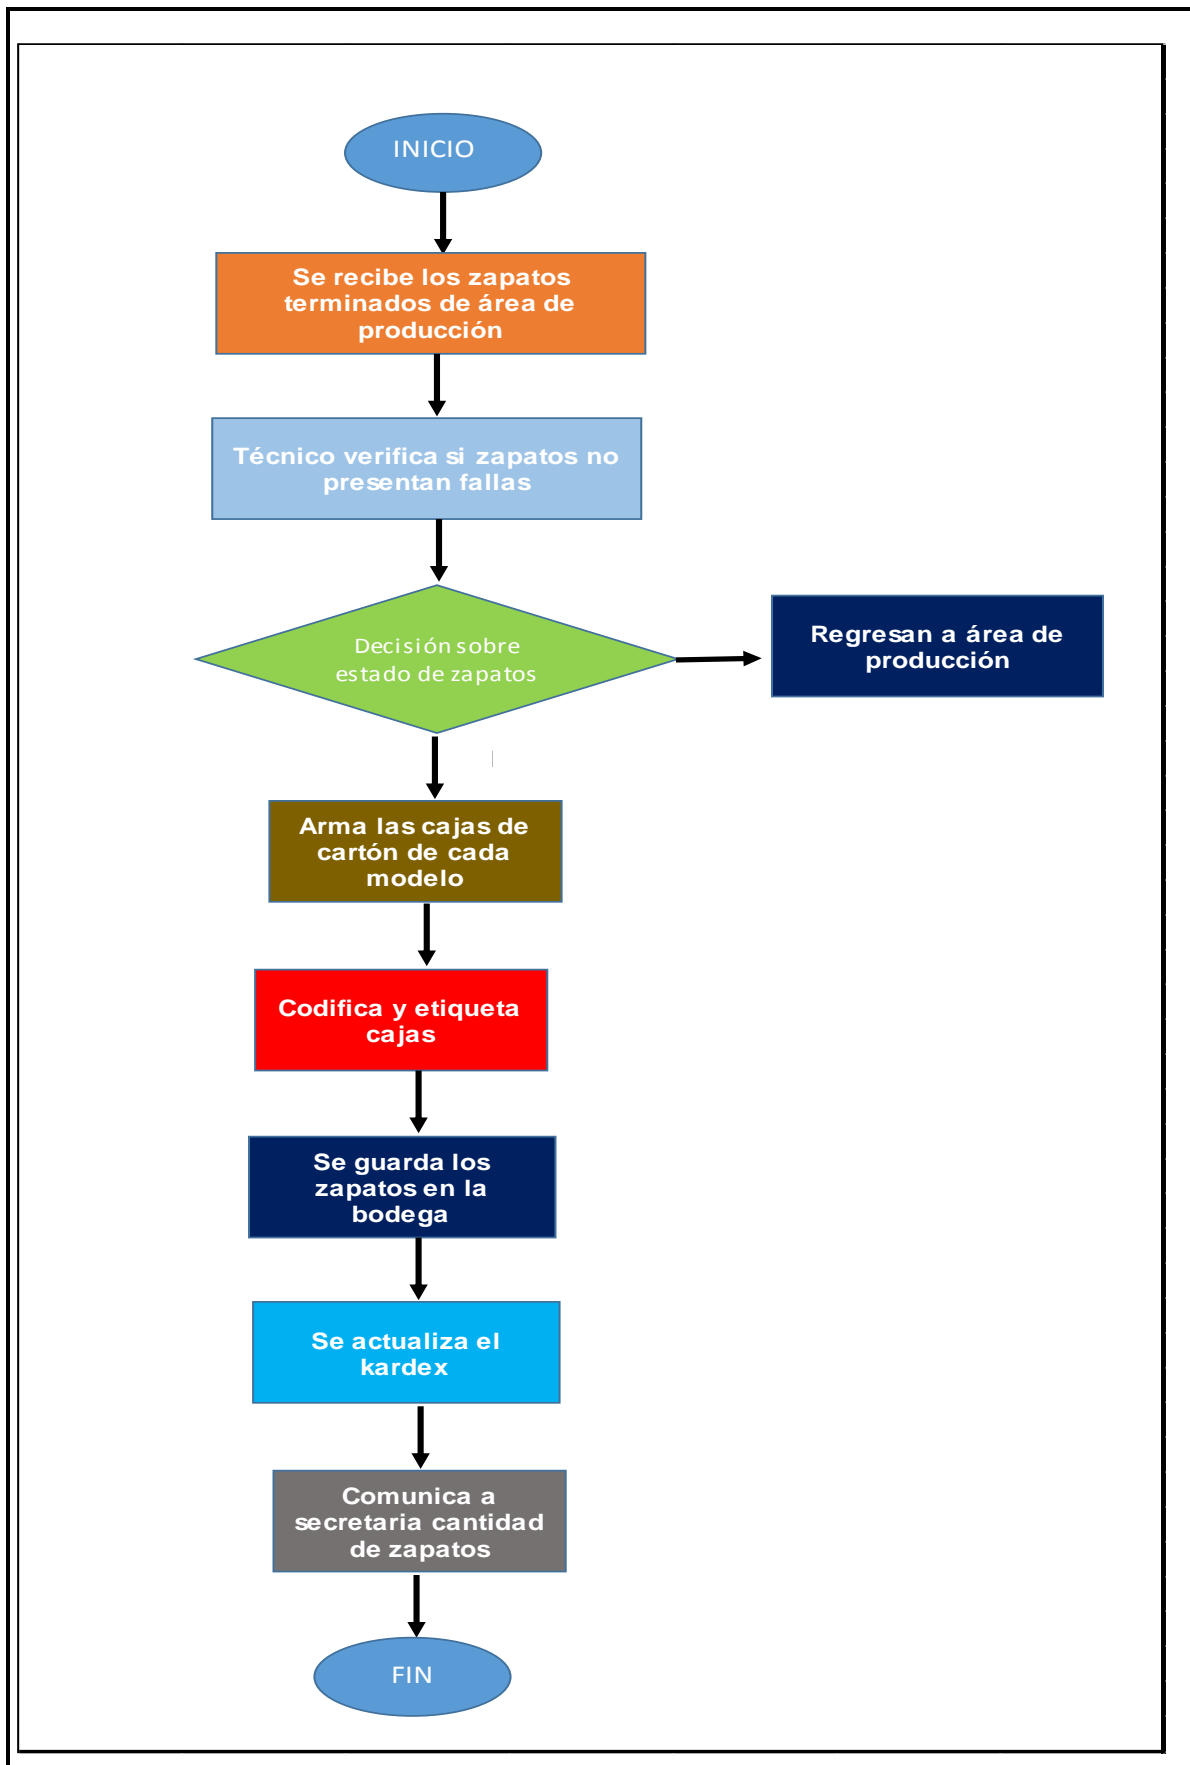 INICIO
Se recibe los zapatos
terminados de área de
producción
Técnico verifica si zapatos no
presentan fallas
Decisión sobre
estado de zapatos
Regresan a área de
producción
Arma las cajas de
cartón de cada
modelo
Codifica y etiqueta
cajas
Se guarda los
zapatos en la
bodega
Se actualiza el
kardex
Comunica a
secretaria cantidad
de zapatos
FIN